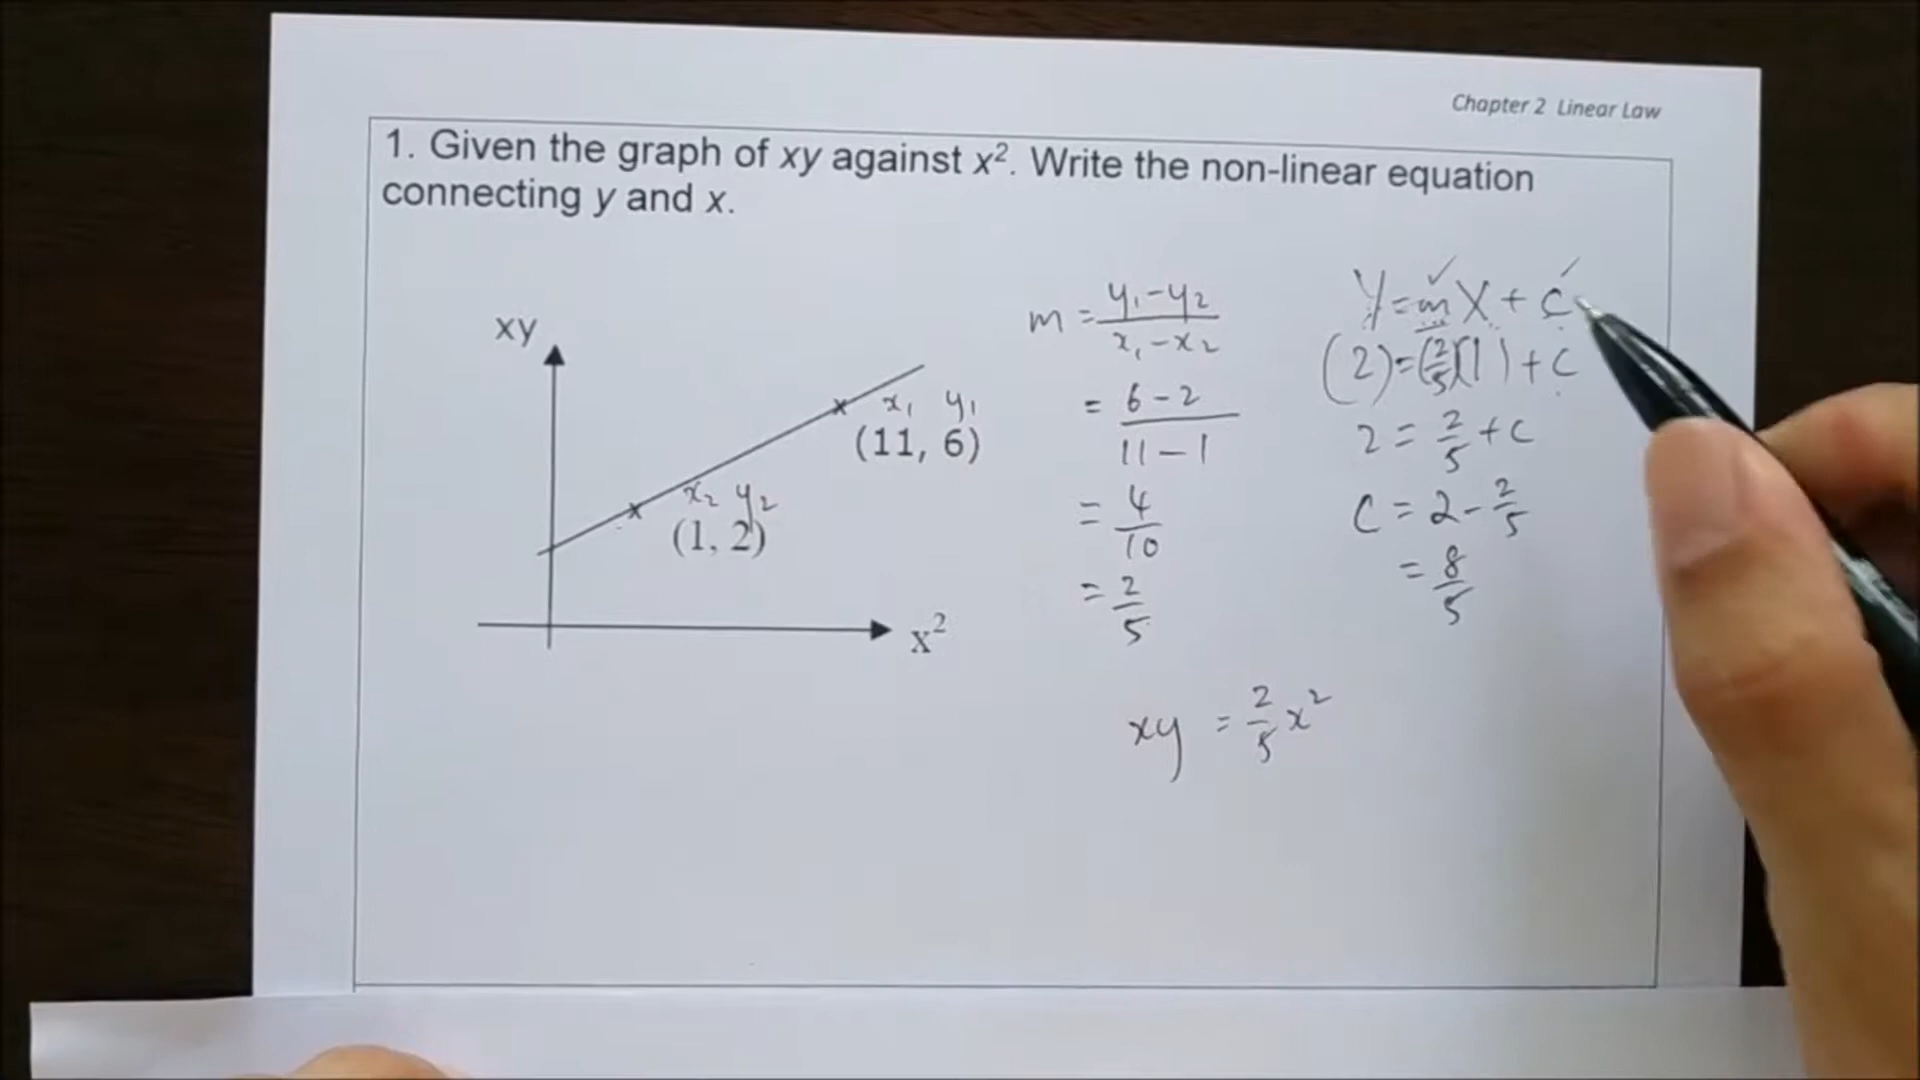 Chapter 2 Linear Law
1. Given the graph of xy against x². Write the non-linear equation
connecting y and x.
xy
x₁ y₁
(11, 6)
x₂ y₂
(1, 2)
x²
m = y₁-y₂ / x₁-x₂
= 6-2 / 11-1
= 4/10
= 2/5
Y = mX + c
(2) = (2/5)(1) + c
2 = 2/5 + c
c = 2 - 2/5
= 8/5
xy = 2/5 x²